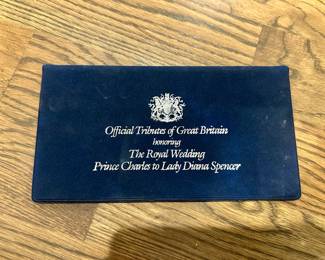 Official Tributes of Great Britain
honoring
The Royal Wedding
Prince Charles to Lady Diana Spencer